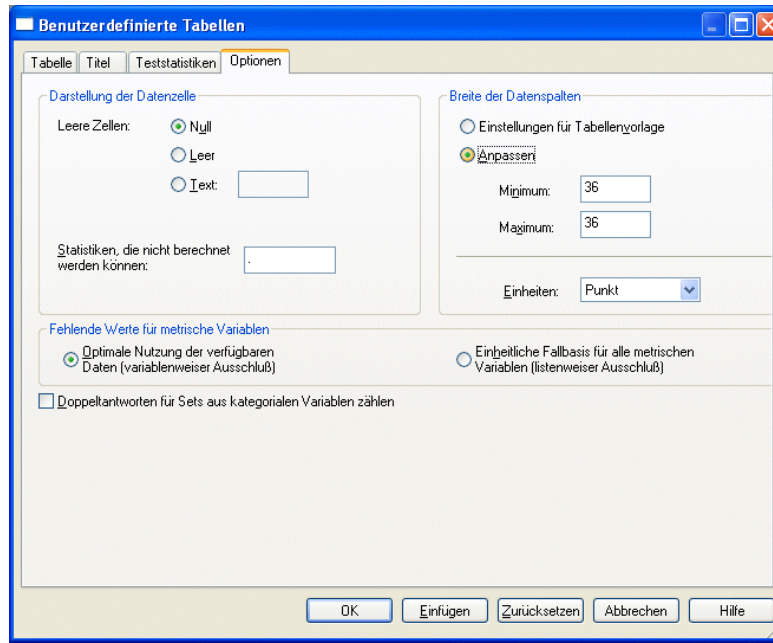 Benutzerdefinierte Tabellen
Tabelle Titel Teststatistiken Optionen
Darstellung der Datenzelle
Leere Zellen:
Null
Leer
Text:
Statistiken, die nicht berechnet
werden können:
.
Breite der Datenspalten
Einstellungen für Tabellenvorlage
Anpassen
Minimum: 36
Maximum: 36
Einheiten: Punkt
Fehlende Werte für metrische Variablen
Optimale Nutzung der verfügbaren
Daten (variablenweiser Ausschluß)
Einheitliche Fallbasis für alle metrischen
Variablen (listenweiser Ausschluß)
Doppeltantworten für Sets aus kategorialen Variablen zählen
OK Einfügen Zurücksetzen Abbrechen Hilfe